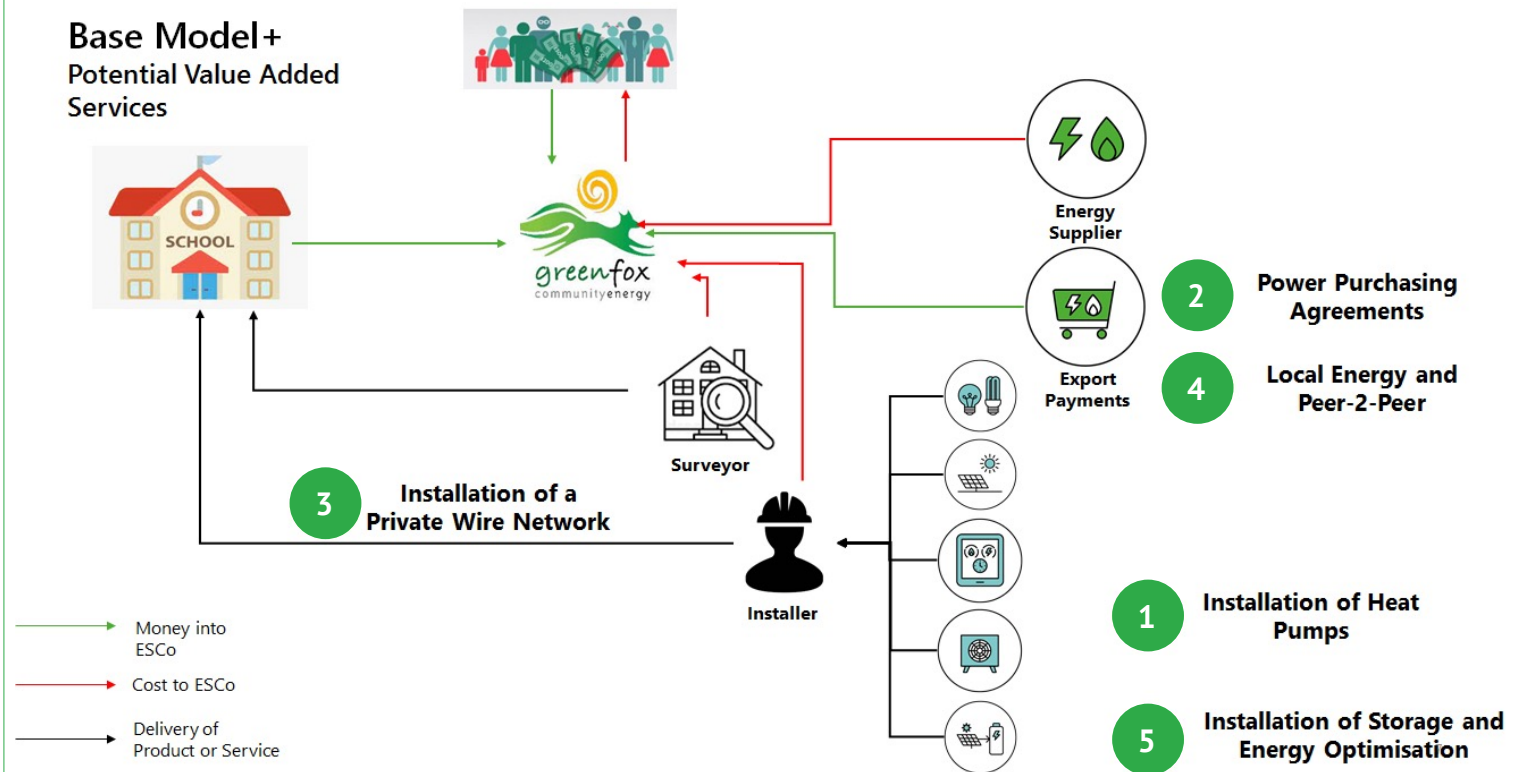 Base Model+
Potential Value Added
Services
SCHOOL
greenfox
communityenergy
Energy
Supplier
2
Power Purchasing
Agreements
Export
Payments
4
Local Energy and
Peer-2-Peer
Surveyor
3
Installation of a
Private Wire Network
Installer
1
Installation of Heat
Pumps
5
Installation of Storage and
Energy Optimisation
Money into
ESCo
Cost to ESCo
Delivery of
Product or Service